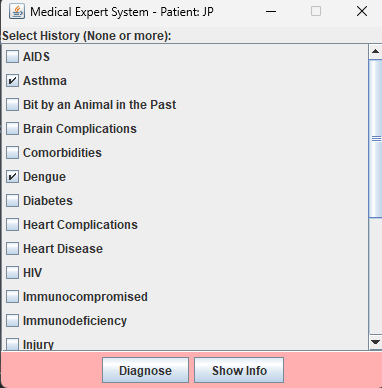 Medical Expert System - Patient: JP
Select History (None or more):
AIDS
Asthma
Bit by an Animal in the Past
Brain Complications
Comorbidities
Dengue
Diabetes
Heart Complications
Heart Disease
HIV
Immunocompromised
Immunodeficiency
Injury
Diagnose Show Info